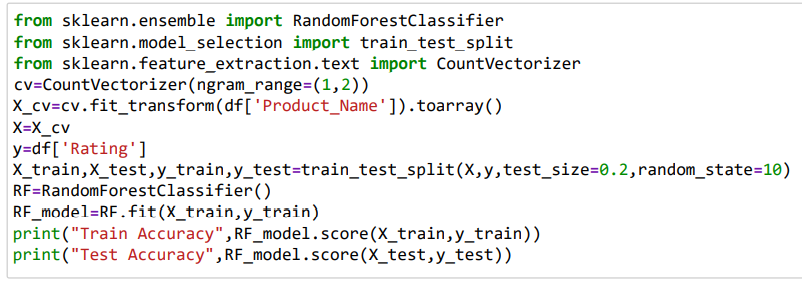 from sklearn.ensemble import RandomForestClassifier
from sklearn.model_selection import train_test_split
from sklearn.feature_extraction.text import CountVectorizer
cv=CountVectorizer(ngram_range=(1,2))
X_cv=cv.fit_transform(df['Product_Name']).toarray()
X=X_cv
y=df['Rating']
X_train,X_test,y_train,y_test=train_test_split(X,y,test_size=0.2,random_state=10)
RF=RandomForestClassifier()
RF_model=RF.fit(X_train,y_train)
print("Train Accuracy",RF_model.score(X_train,y_train))
print("Test Accuracy",RF_model.score(X_test,y_test))